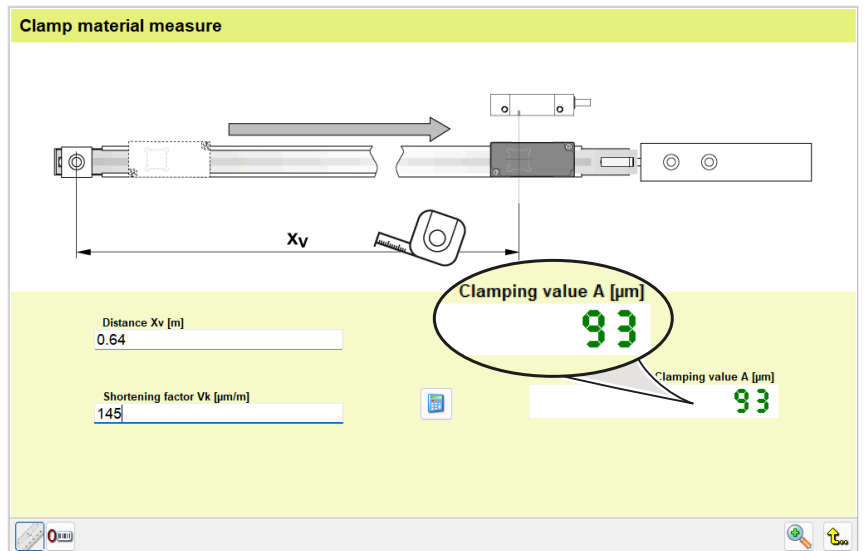 Clamp material measure
XV
Clamping value A [µm]
93
Distance Xv [m]
0.64
Clamping value A [µm]
93
Shortening factor Vk [µm/m]
145
0